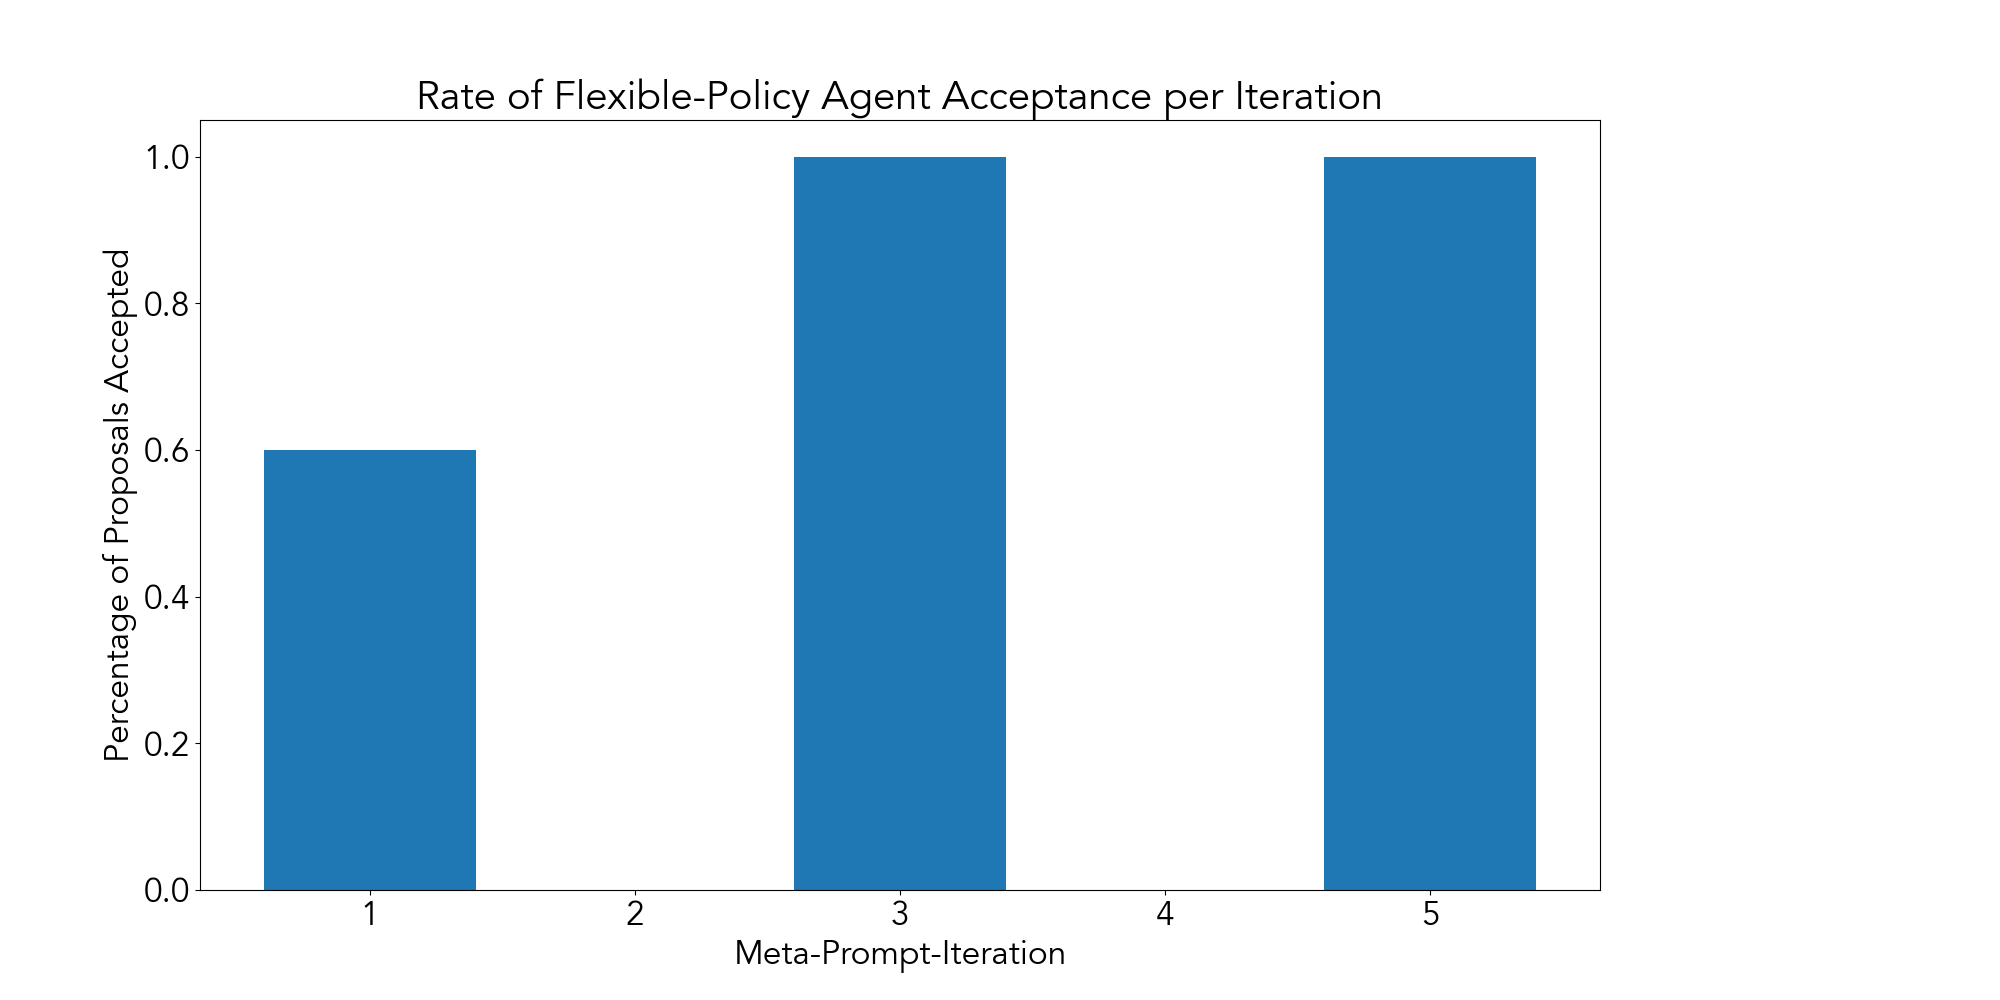 Rate of Flexible-Policy Agent Acceptance per Iteration
Percentage of Proposals Accepted
1.0
0.8
0.6
0.4
0.2
0.0
1 2 3 4 5
Meta-Prompt-Iteration